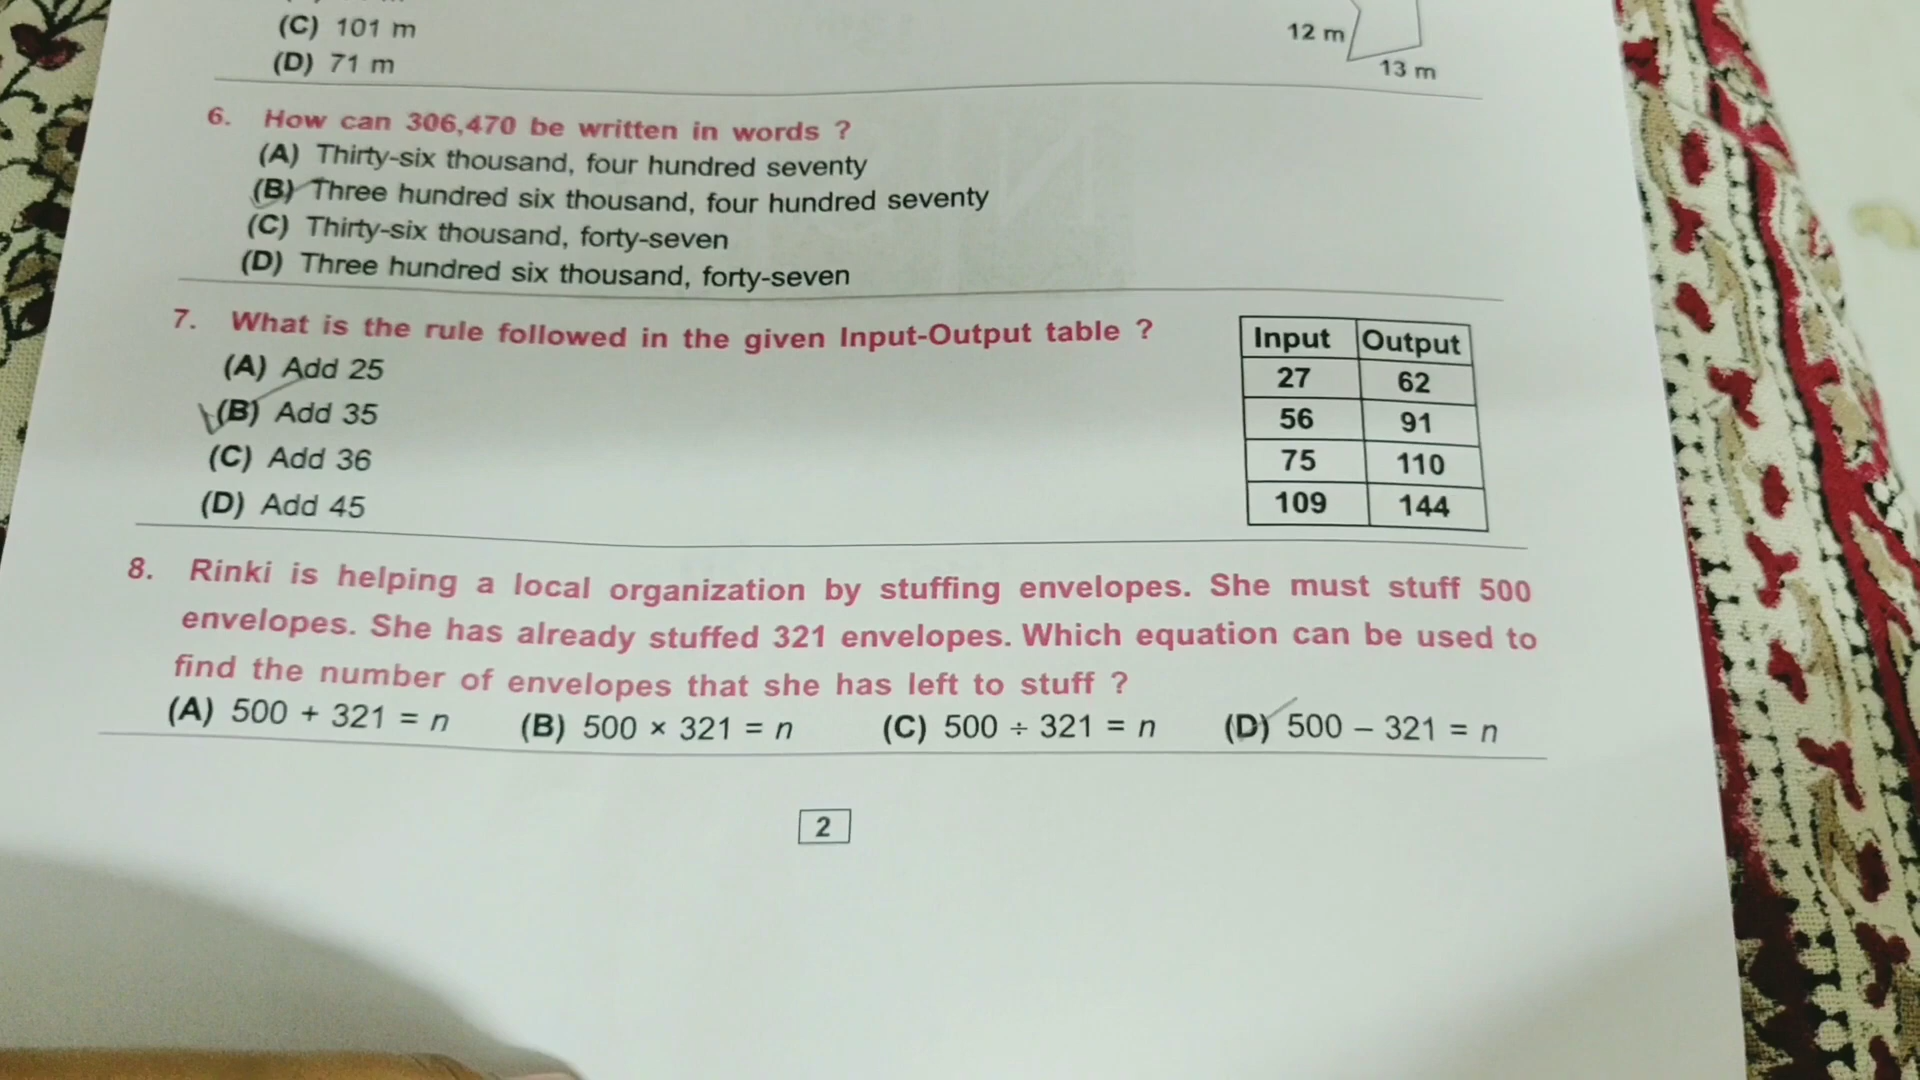 (C) 101 m
12 m
(D) 71 m
13 m
6. How can 306,470 be written in words ?
(A) Thirty-six thousand, four hundred seventy
(B) Three hundred six thousand, four hundred seventy
(C) Thirty-six thousand, forty-seven
(D) Three hundred six thousand, forty-seven
7. What is the rule followed in the given Input-Output table ?
(A) Add 25
(B) Add 35
(C) Add 36
(D) Add 45
Input Output
27 62
56 91
75 110
109 144
8. Rinki is helping a local organization by stuffing envelopes. She must stuff 500
envelopes. She has already stuffed 321 envelopes. Which equation can be used to
find the number of envelopes that she has left to stuff ?
(A) 500 + 321 = n (B) 500 × 321 = n (C) 500 ÷ 321 = n (D) 500 – 321 = n
2